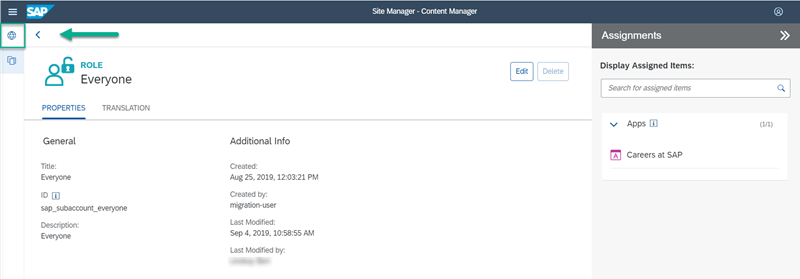 SAP
Site Manager - Content Manager
ROLE
Everyone
Edit
Delete
PROPERTIES
TRANSLATION
General
Title:
Everyone
ID
sap_subaccount_everyone
Description:
Everyone
Additional Info
Created:
Aug 25, 2019, 12:03:21 PM
Created by:
migration-user
Last Modified:
Sep 4, 2019, 10:58:55 AM
Last Modified by:
Assignments
Display Assigned Items:
Search for assigned items
Apps
(1/1)
Careers at SAP